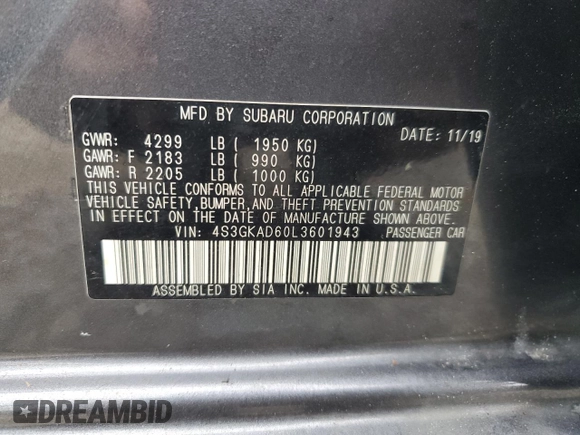 MFD. BY SUBARU CORPORATION
GVWR: 4299 LB ( 1950 KG) DATE: 11/19
GAWR: F 2183 LB ( 990 KG)
GAWR: R 2205 LB ( 1000 KG)
THIS VEHICLE CONFORMS TO ALL APPLICABLE FEDERAL MOTOR
VEHICLE SAFETY, BUMPER, AND THEFT PREVENTION STANDARDS
IN EFFECT ON THE DATE OF MANUFACTURE SHOWN ABOVE.
VIN: 4S3GKAD60L3601943 PASSENGER CAR
ASSEMBLED BY SIA INC. MADE IN U.S.A.
DREAMBID